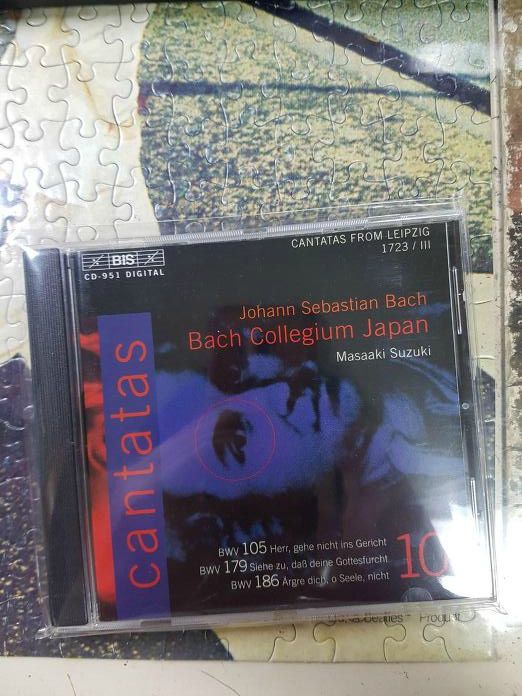 BIS
CD-951 DIGITAL
CANTATAS FROM LEIPZIG
1723 / III
Johann Sebastian Bach
Bach Collegium Japan
Masaaki Suzuki
cantatas
BWV 105 Herr, gehe nicht ins Gericht
BWV 179 Siehe zu, daß deine Gottesfurcht
BWV 186 Ärgre dich, o Seele, nicht
10
Beatles - Product